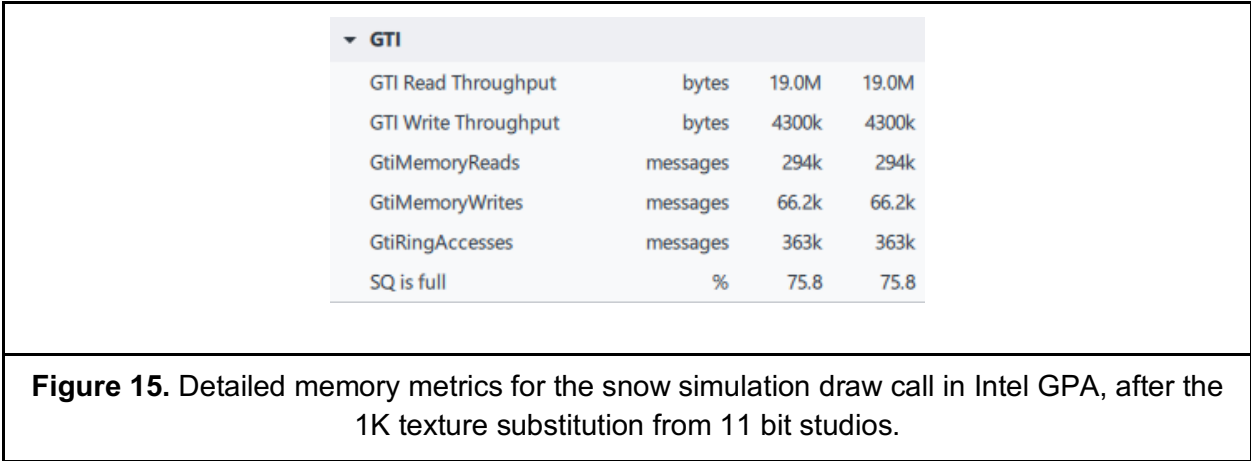 GTI
GTI Read Throughput bytes 19.0M 19.0M
GTI Write Throughput bytes 4300k 4300k
GtiMemoryReads messages 294k 294k
GtiMemoryWrites messages 66.2k 66.2k
GtiRingAccesses messages 363k 363k
SQ is full % 75.8 75.8
Figure 15. Detailed memory metrics for the snow simulation draw call in Intel GPA, after the
1K texture substitution from 11 bit studios.